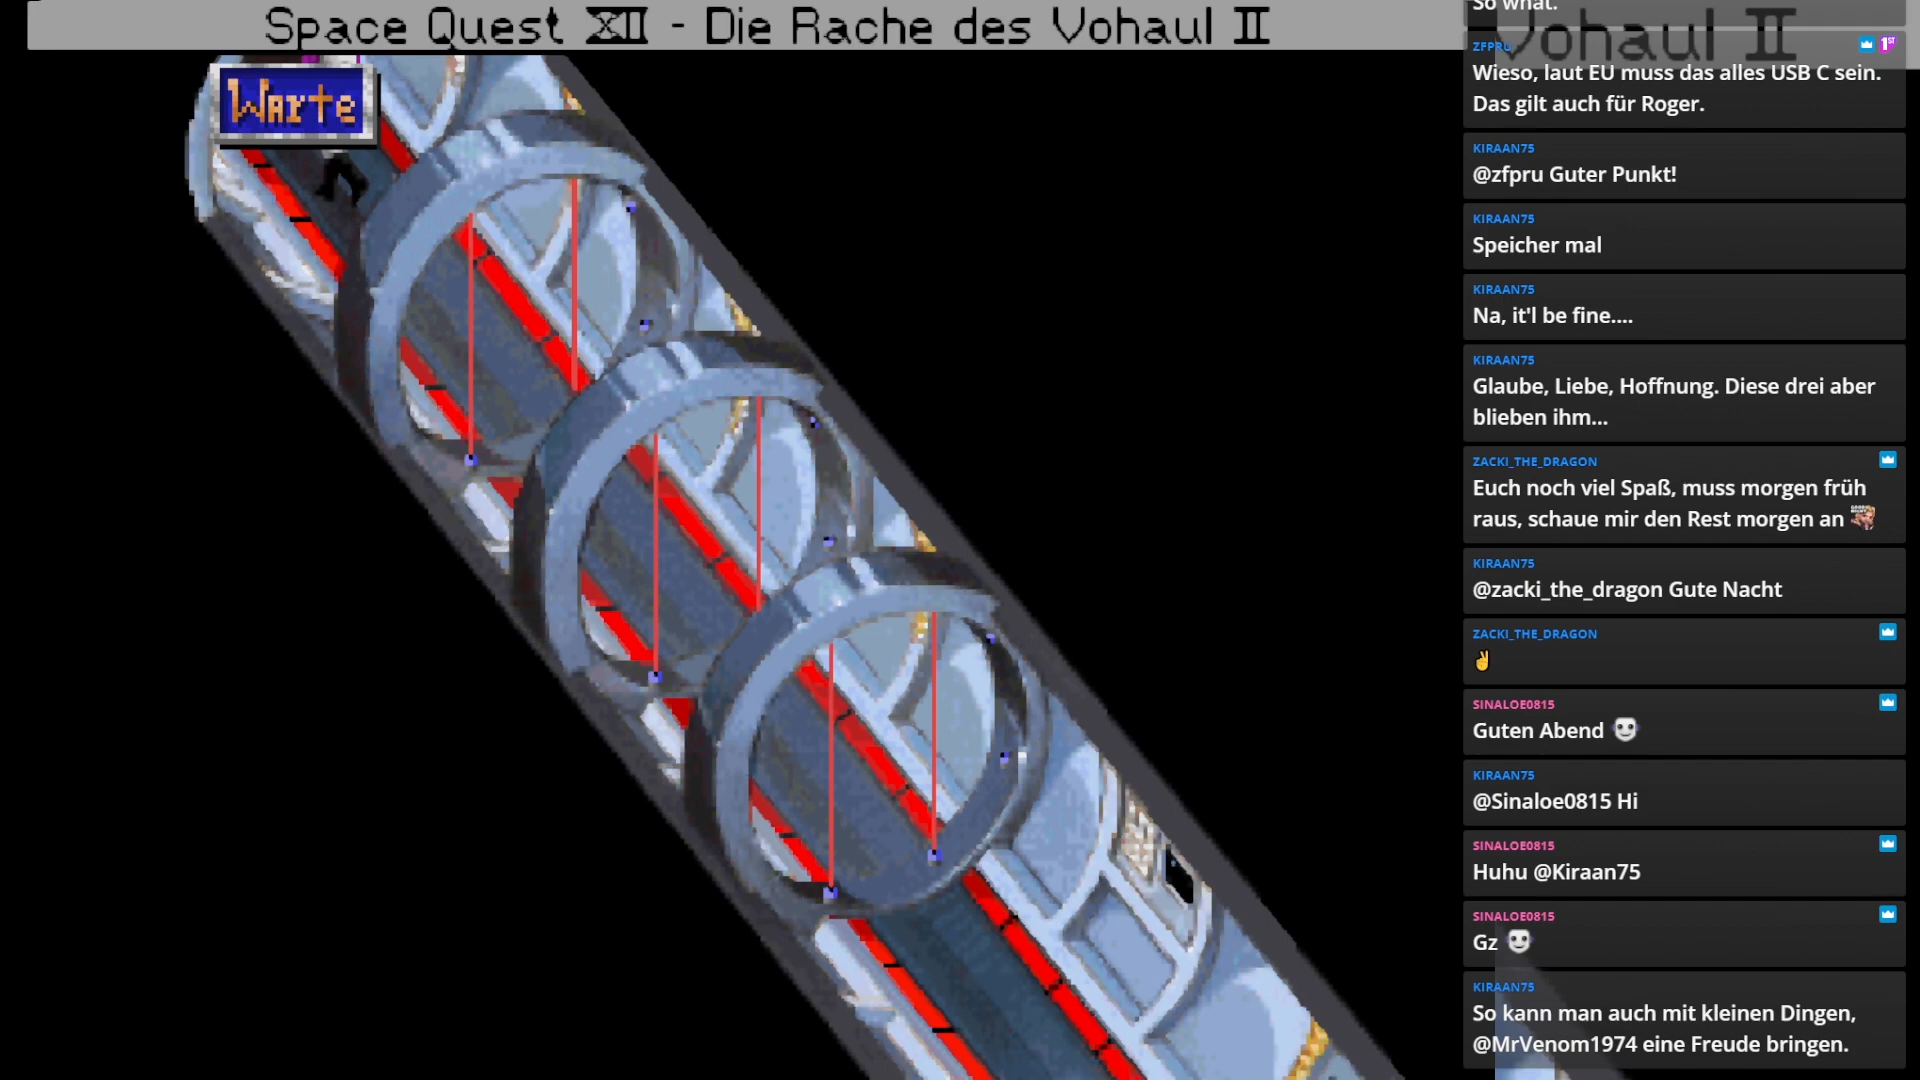 Space Quest XII - Die Rache des Vohaul II
Warte
So what.
Vohaul II
ZFPRU
Wieso, laut EU muss das alles USB C sein.
Das gilt auch für Roger.
KIRAAN75
@zfpru Guter Punkt!
KIRAAN75
Speicher mal
KIRAAN75
Na, it'l be fine....
KIRAAN75
Glaube, Liebe, Hoffnung. Diese drei aber
blieben ihm...
ZACKI_THE_DRAGON
Euch noch viel Spaß, muss morgen früh
raus, schaue mir den Rest morgen an
KIRAAN75
@zacki_the_dragon Gute Nacht
ZACKI_THE_DRAGON
SINALOE0815
Guten Abend
KIRAAN75
@Sinaloe0815 Hi
SINALOE0815
Huhu @Kiraan75
SINALOE0815
Gz
KIRAAN75
So kann man auch mit kleinen Dingen,
@MrVenom1974 eine Freude bringen.